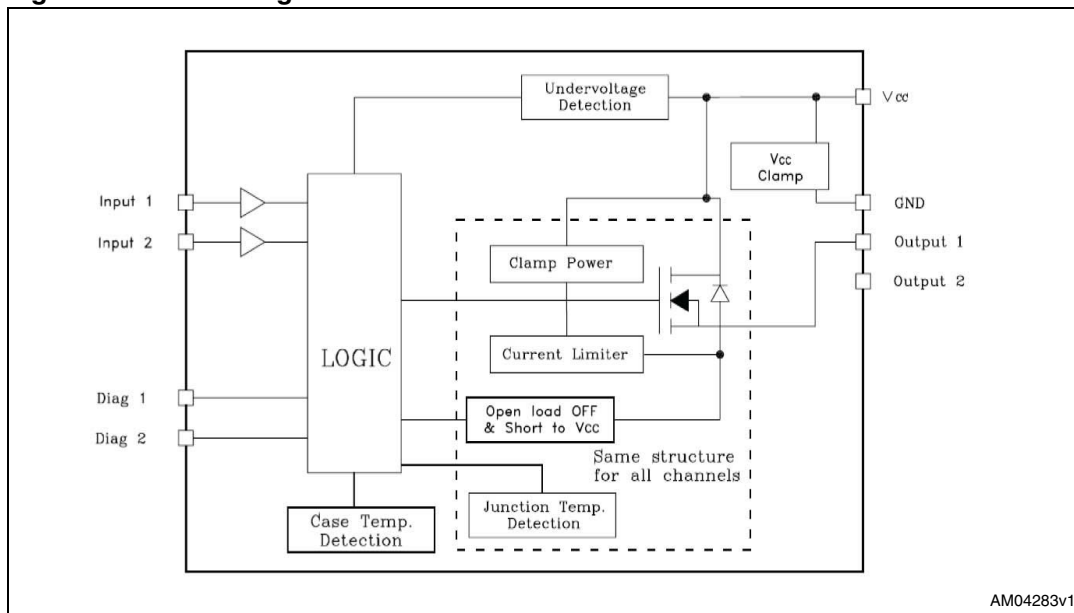 Undervoltage
Detection
Vcc
Vcc
Clamp
Input 1
GND
Input 2
Output 1
Clamp Power
Output 2
LOGIC
Current Limiter
Diag 1
Open load OFF
& Short to Vcc
Diag 2
Same structure
for all channels
Junction Temp.
Detection
Case Temp.
Detection
AM04283v1